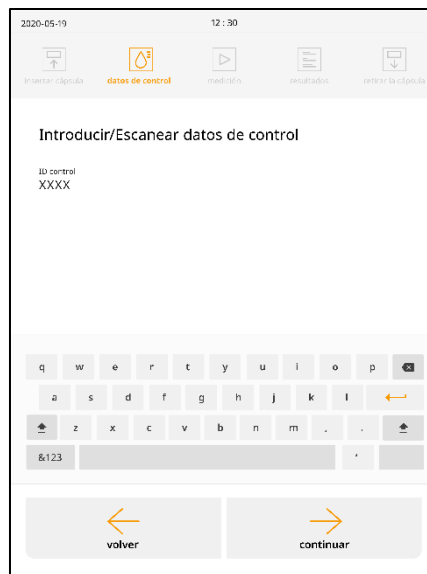 2020-05-19 12 : 30
insertar cápsula datos de control medición resultados retirar la cápsula
Introducir/Escanear datos de control
ID control
XXXX
q w e r t y u i o p
a s d f g h j k l
z x c v b n m , .
&123 '
volver continuar